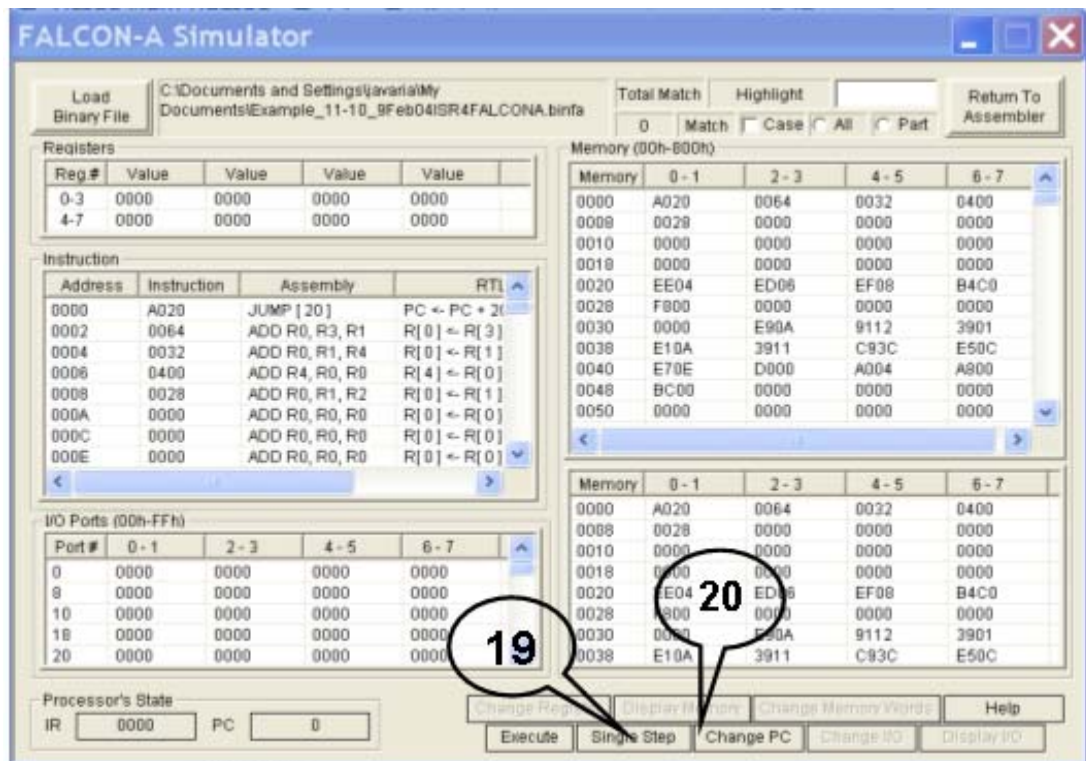 FALCON-A Simulator
Load
Binary File
C:\Documents and Settings\javaria\My
Documents\Example_11-10_9Feb04ISR4FALCONA.binfa
Total Match Highlight
0 Match Case All Part
Return To
Assembler
Registers
Reg.# Value Value Value Value
0-3 0000 0000 0000 0000
4-7 0000 0000 0000 0000
Instruction
Address Instruction Assembly RTL
0000 A020 JUMP [ 20 ] PC <- PC + 20
0002 0064 ADD R0, R3, R1 R[ 0 ] <- R[ 3 ]
0004 0032 ADD R0, R1, R4 R[ 0 ] <- R[ 1 ]
0006 0400 ADD R4, R0, R0 R[ 4 ] <- R[ 0 ]
0008 0028 ADD R0, R1, R2 R[ 0 ] <- R[ 1 ]
000A 0000 ADD R0, R0, R0 R[ 0 ] <- R[ 0 ]
000C 0000 ADD R0, R0, R0 R[ 0 ] <- R[ 0 ]
000E 0000 ADD R0, R0, R0 R[ 0 ] <- R[ 0 ]
I/O Ports (00h-FFh)
Port # 0 - 1 2 - 3 4 - 5 6 - 7
0 0000 0000 0000 0000
8 0000 0000 0000 0000
10 0000 0000 0000 0000
18 0000 0000 0000 0000
20 0000 0000 0000 0000
Memory (00h-800h)
Memory 0 - 1 2 - 3 4 - 5 6 - 7
0000 A020 0064 0032 0400
0008 0028 0000 0000 0000
0010 0000 0000 0000 0000
0018 0000 0000 0000 0000
0020 EE04 ED06 EF08 B4C0
0028 F800 0000 0000 0000
0030 0000 E90A 9112 3901
0038 E10A 3911 C93C E50C
0040 E70E D000 A004 A800
0048 BC00 0000 0000 0000
0050 0000 0000 0000 0000
Memory 0 - 1 2 - 3 4 - 5 6 - 7
0000 A020 0064 0032 0400
0008 0028 0000 0000 0000
0010 0000 0000 0000 0000
0018 0000 0000 0000
0020 EE04 EF08 B4C0
0028 0000 0000
0030 9112 3901
0038 E10A 3911 C93C E50C
19
20
Processor's State
IR 0000 PC 0
Display Memory Change Memory Words Help
Execute Single Step Change PC Change I/O Display I/O